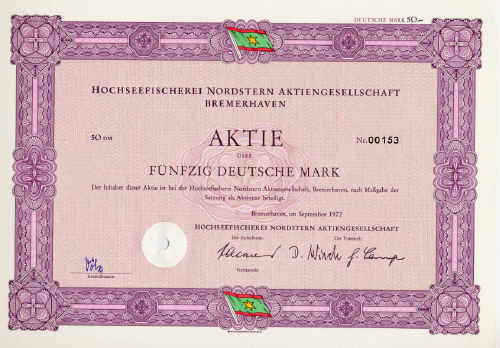 DEUTSCHE MARK 50.—
HOCHSEEFISCHEREI NORDSTERN AKTIENGESELLSCHAFT
BREMERHAVEN
50 DM
AKTIE
Nr. 00153
ÜBER
FÜNFZIG DEUTSCHE MARK
Der Inhaber dieser Aktie ist bei der Hochseefischerei Nordstern Aktiengesellschaft, Bremerhaven, nach Maßgabe der
Satzung als Aktionär beteiligt.
Bremerhaven, im September 1977
HOCHSEEFISCHEREI NORDSTERN AKTIENGESELLSCHAFT
Der Aufsichtsrat: Der Vorstand:
Vorsitzender